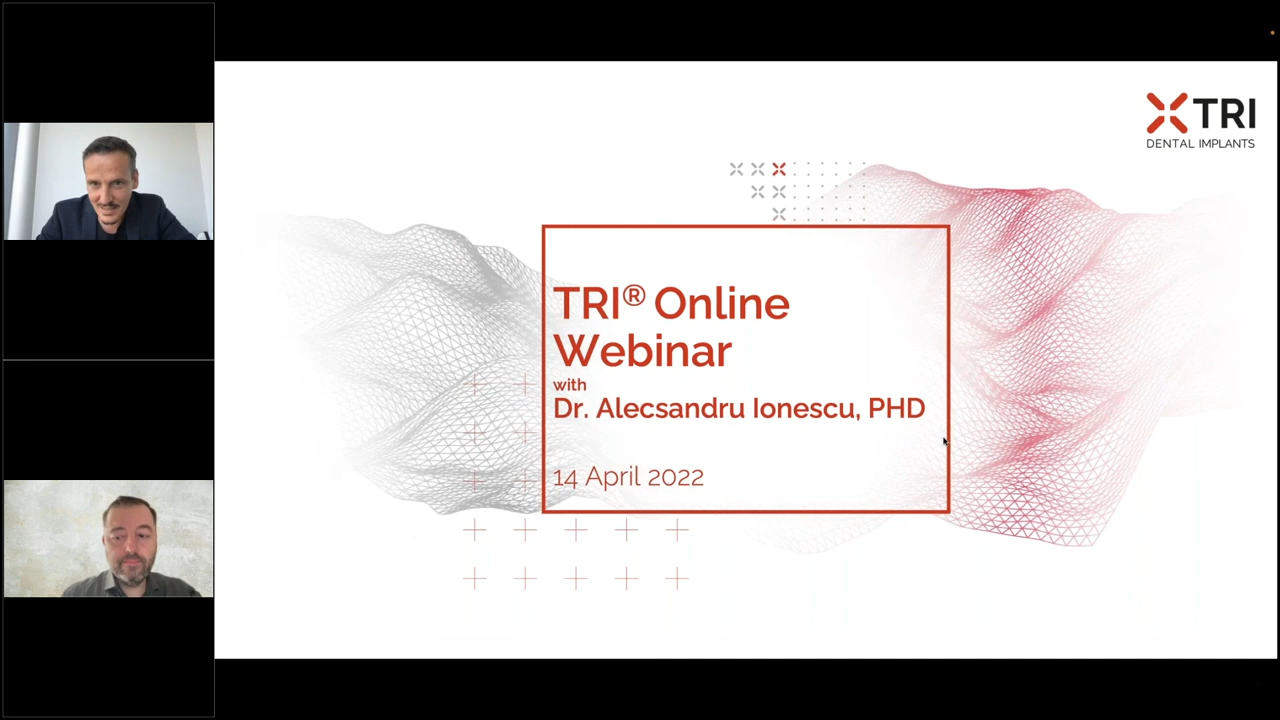 TRI
DENTAL IMPLANTS
TRI® Online
Webinar
with
Dr. Alecsandru Ionescu, PHD
14 April 2022